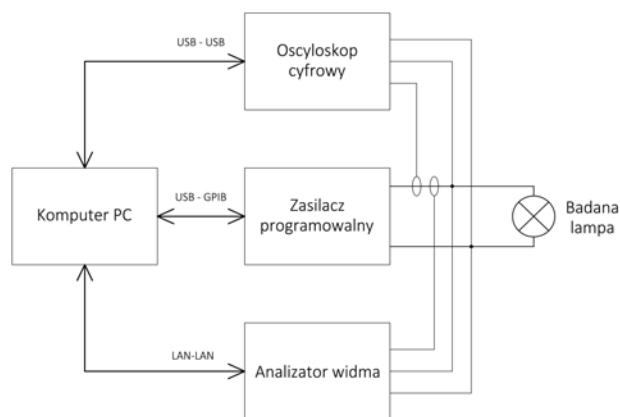 USB - USB
Oscyloskop
cyfrowy
Komputer PC
USB - GPIB
Zasilacz
programowalny
Badana
lampa
LAN-LAN
Analizator widma